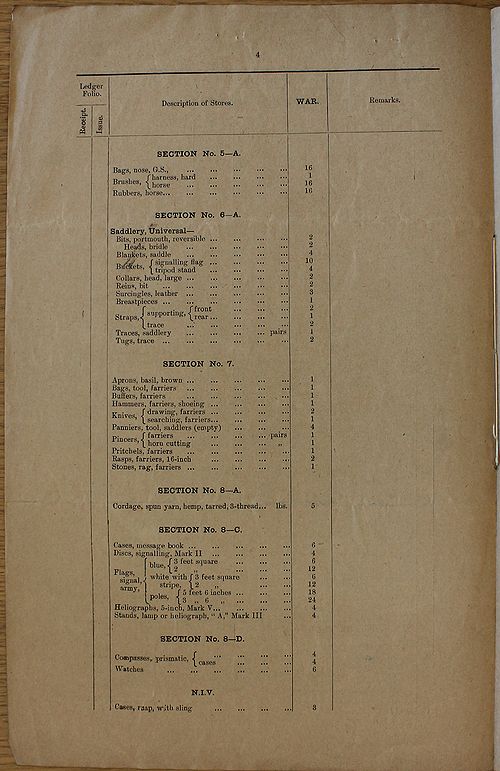 4
Ledger Folio.
Receipt.
Issue.
Description of Stores.
WAR.
Remarks.
SECTION No. 5—A.
Bags, nose, G.S., ... ... ... ... ... 16
Brushes, { harness, hard ... ... ... ... 1
{ horse ... ... ... ... ... 16
Rubbers, horse... ... ... ... ... ... 16
SECTION No. 6—A.
Saddlery, Universal—
Bits, portmouth, reversible ... ... ... ... 2
Heads, bridle ... ... ... ... ... 2
Blankets, saddle ... ... ... ... ... 4
Buckets, { signalling flag ... ... ... ... 10
{ tripod stand ... ... ... ... 4
Collars, head, large ... ... ... ... ... 2
Reins, bit ... ... ... ... ... 2
Surcingles, leather ... ... ... ... ... 3
Breastpieces ... ... ... ... ... ... 1
Straps, { supporting, { front ... ... ... ... 2
{ rear ... ... ... ... 1
{ trace ... ... ... ... ... 2
Traces, saddlery ... ... ... ... pairs 1
Tugs, trace ... ... ... ... ... ... 2
SECTION No. 7.
Aprons, basil, brown ... ... ... ... ... 1
Bags, tool, farriers ... ... ... ... ... 1
Buffers, farriers ... ... ... ... ... 1
Hammers, farriers, shoeing ... ... ... ... 1
Knives, { drawing, farriers ... ... ... ... 2
{ searching, farriers... ... ... ... 1
Panniers, tool, saddlers (empty) ... ... ... 4
Pincers, { farriers ... ... ... ... pairs 1
{ horn cutting ... ... ... „ 1
Pritchels, farriers ... ... ... ... ... 1
Rasps, farriers, 16-inch ... ... ... ... 2
Stones, rag, farriers ... ... ... ... ... 1
SECTION No. 8—A.
Cordage, spun yarn, hemp, tarred, 3-thread... lbs. 5
SECTION No. 8—C.
Cases, message book ... ... ... ... ... 6
Discs, signalling, Mark II ... ... ... ... 4
Flags, signal, army, { blue, { 3 feet square ... ... ... 6
{ 2 „ „ ... ... ... 12
{ white with stripe, { 3 feet square ... ... 6
{ 2 „ „ ... ... 12
{ poles, { 5 feet 6 inches ... ... ... 18
{ 3 „ 6 „ ... ... ... 24
Heliographs, 5-inch, Mark V... ... ... ... 4
Stands, lamp or heliograph, "A," Mark III ... 4
SECTION No. 8—D.
Compasses, prismatic, { ... ... ... ... 4
{ cases ... ... ... 4
Watches ... ... ... ... ... ... 6
N.I.V.
Cases, map, with sling ... ... ... ... 3